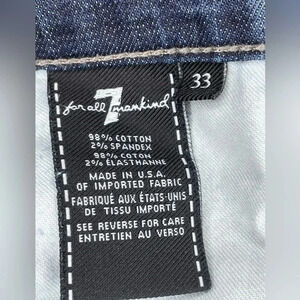 7
for all mankind
33
98% COTTON
2% SPANDEX
98% COTON
2% ELASTHANNE
MADE IN U.S.A.
OF IMPORTED FABRIC
FABRIQUÉ AUX ÉTATS-UNIS
DE TISSU IMPORTÉ
SEE REVERSE FOR CARE
ENTRETIEN AU VERSO